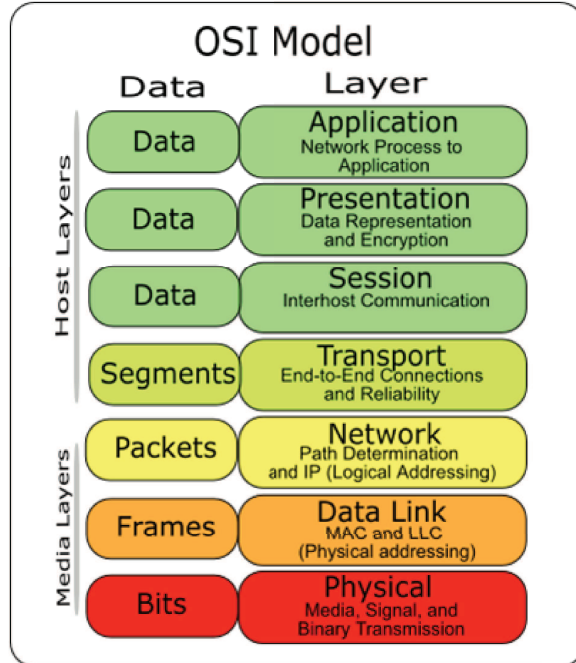 OSI Model
Data Layer
Host Layers
Data
Application
Network Process to
Application
Data
Presentation
Data Representation
and Encryption
Data
Session
Interhost Communication
Segments
Transport
End-to-End Connections
and Reliability
Media Layers
Packets
Network
Path Determination
and IP (Logical Addressing)
Frames
Data Link
MAC and LLC
(Physical addressing)
Bits
Physical
Media, Signal, and
Binary Transmission